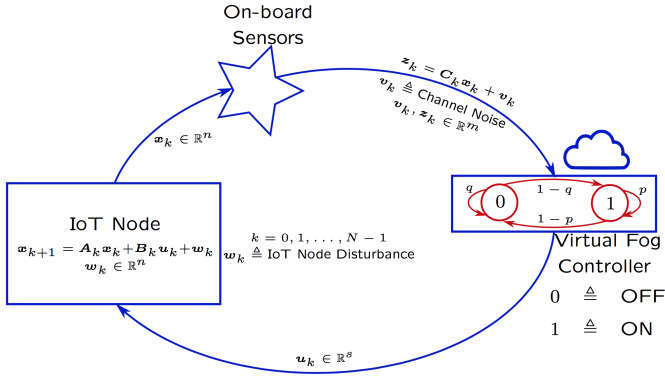 On-board
Sensors
z_k = C_k x_k + v_k
v_k ≜ Channel Noise
v_k, z_k ∈ ℝ^m
x_k ∈ ℝ^n
q
0
1 − q
1 − p
1
p
IoT Node
x_{k+1} = A_k x_k + B_k u_k + w_k
w_k ∈ ℝ^n
k = 0, 1, . . . , N − 1
w_k ≜ IoT Node Disturbance
Virtual Fog
Controller
0 ≜ OFF
1 ≜ ON
u_k ∈ ℝ^s